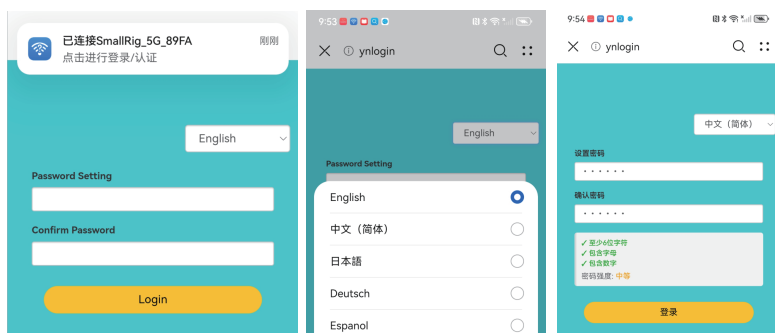 已连接SmallRig_5G_89FA
刚刚
点击进行登录/认证
English
Password Setting
Confirm Password
Login
9:53
ynlogin
English
Password Setting
English
中文（简体）
日本語
Deutsch
Espanol
9:54
ynlogin
中文（简体）
设置密码
确认密码
✓ 至少6位字符
✓ 包含字母
✓ 包含数字
密码强度: 中等
登录